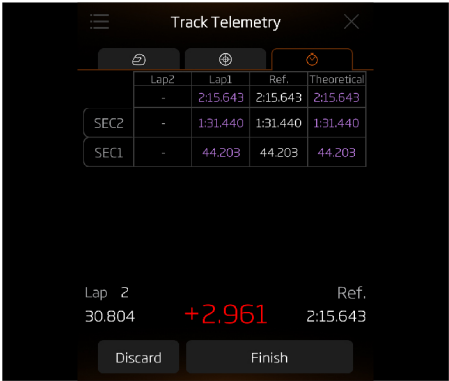 Track Telemetry
Lap2 Lap1 Ref. Theoretical
- 2:15.643 2:15.643 2:15.643
SEC2 - 1:31.440 1:31.440 1:31.440
SEC1 - 44.203 44.203 44.203
Lap 2 Ref.
30.804 +2.961 2:15.643
Discard Finish